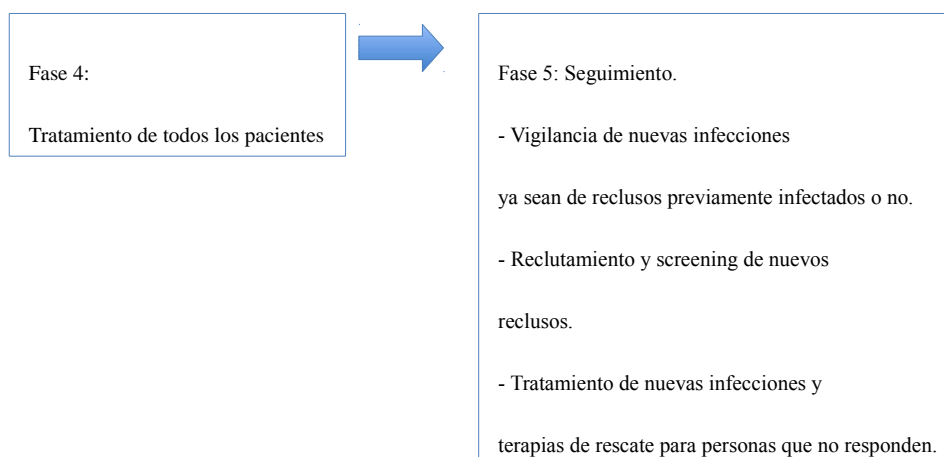 Fase 4:
Tratamiento de todos los pacientes
Fase 5: Seguimiento.
- Vigilancia de nuevas infecciones
ya sean de reclusos previamente infectados o no.
- Reclutamiento y screening de nuevos
reclusos.
- Tratamiento de nuevas infecciones y
terapias de rescate para personas que no responden.